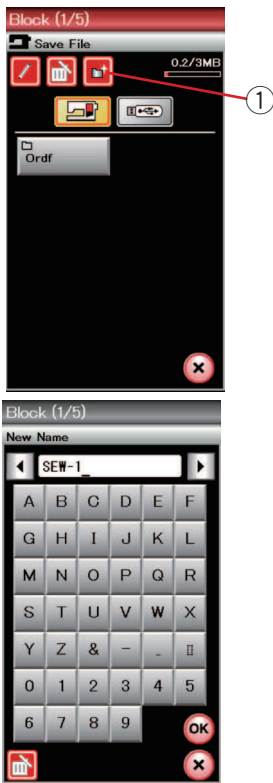 Block (1/5)
Save File
0.2/3MB
1
Ordf
Block (1/5)
New Name
SEW-1_
A B C D E F
G H I J K L
M N O P Q R
S T U V W X
Y Z & - _ ▯
0 1 2 3 4 5
6 7 8 9
OK